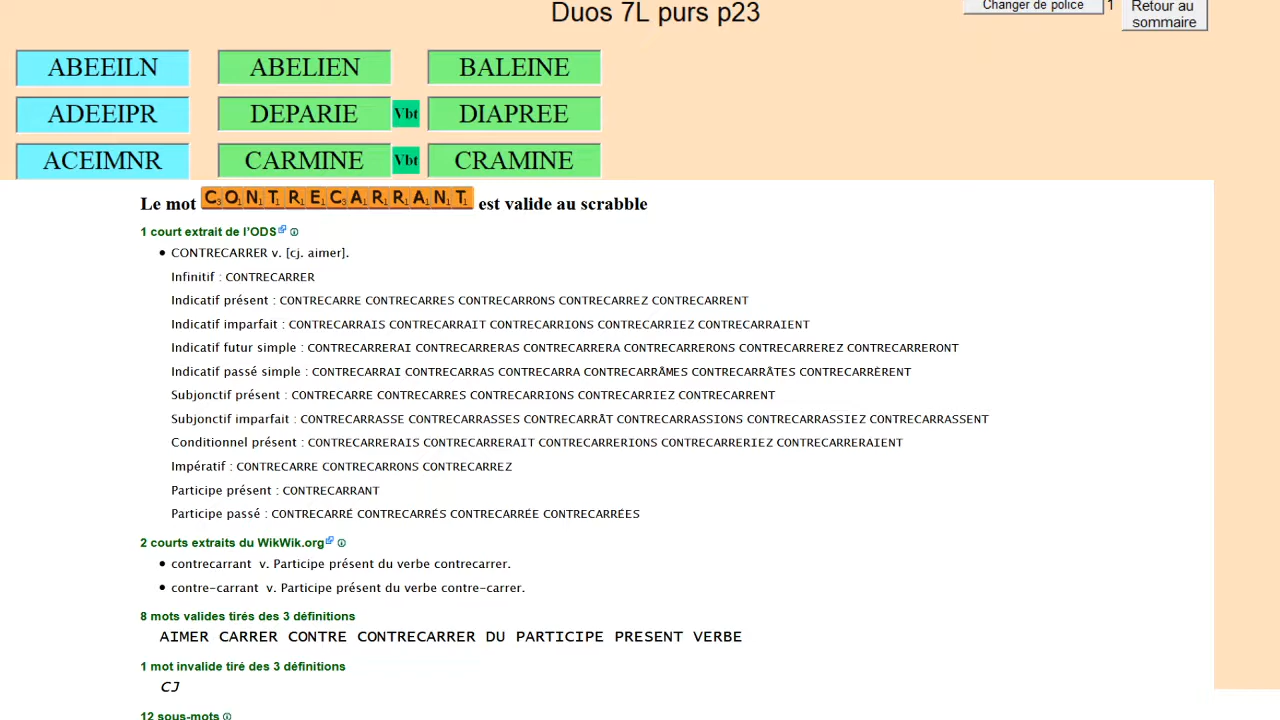 Duos 7L purs p23
Changer de police
1
Retour au
sommaire
ABEEILN ABELIEN BALEINE
ADEEIPR DEPARIE Vbt DIAPREE
ACEIMNR CARMINE Vbt CRAMINE
Le mot CONTRECARRANT est valide au scrabble
1 court extrait de l'ODS
• CONTRECARRER v. [cj. aimer].
Infinitif : CONTRECARRER
Indicatif présent : CONTRECARRE CONTRECARRES CONTRECARRONS CONTRECARREZ CONTRECARRENT
Indicatif imparfait : CONTRECARRAIS CONTRECARRAIT CONTRECARRIONS CONTRECARRIEZ CONTRECARRAIENT
Indicatif futur simple : CONTRECARRERAI CONTRECARRERAS CONTRECARRERA CONTRECARRERONS CONTRECARREREZ CONTRECARRERONT
Indicatif passé simple : CONTRECARRAI CONTRECARRAS CONTRECARRA CONTRECARRÂMES CONTRECARRÂTES CONTRECARRÈRENT
Subjonctif présent : CONTRECARRE CONTRECARRES CONTRECARRIONS CONTRECARRIEZ CONTRECARRENT
Subjonctif imparfait : CONTRECARRASSE CONTRECARRASSES CONTRECARRÂT CONTRECARRASSIONS CONTRECARRASSIEZ CONTRECARRASSENT
Conditionnel présent : CONTRECARRERAIS CONTRECARRERAIT CONTRECARRERIONS CONTRECARRERIEZ CONTRECARRERAIENT
Impératif : CONTRECARRE CONTRECARRONS CONTRECARREZ
Participe présent : CONTRECARRANT
Participe passé : CONTRECARRÉ CONTRECARRÉS CONTRECARRÉE CONTRECARRÉES
2 courts extraits du WikWik.org
• contrecarrant v. Participe présent du verbe contrecarrer.
• contre-carrant v. Participe présent du verbe contre-carrer.
8 mots valides tirés des 3 définitions
AIMER CARRER CONTRE CONTRECARRER DU PARTICIPE PRESENT VERBE
1 mot invalide tiré des 3 définitions
CJ
12 sous-mots